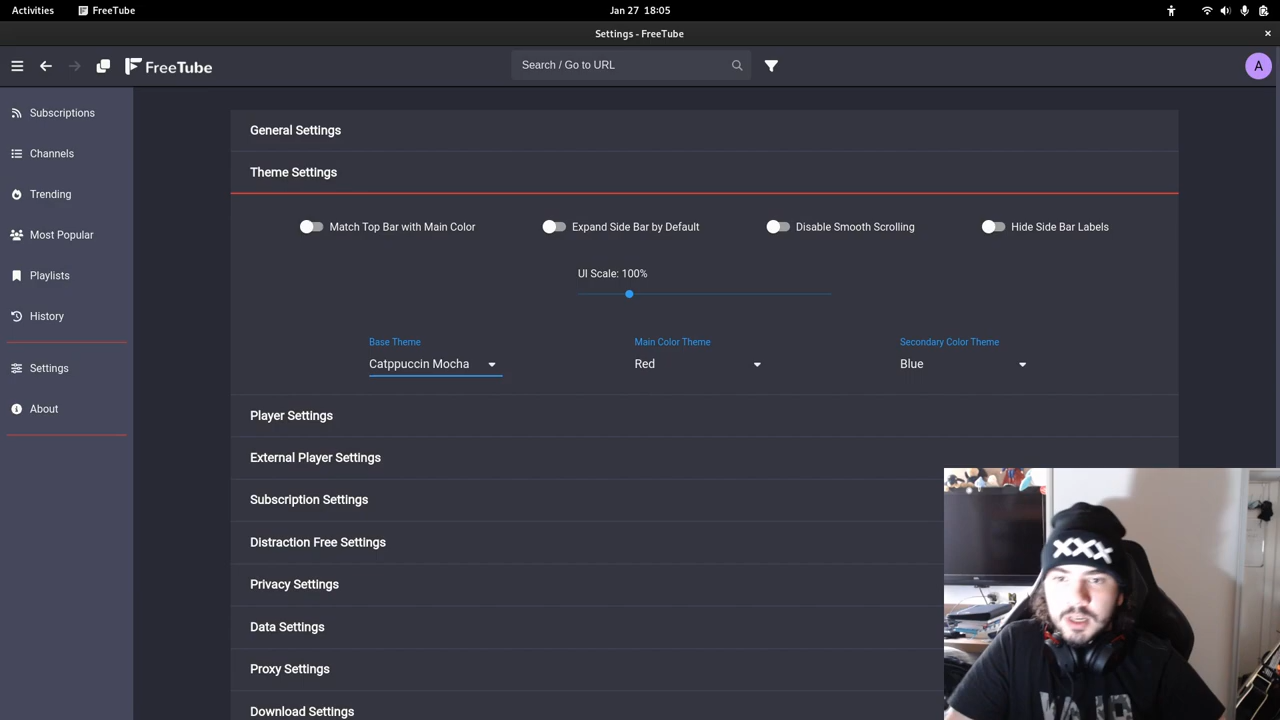 Activities
FreeTube
Jan 27 18:05
Settings - FreeTube
FreeTube
Search / Go to URL
A
Subscriptions
Channels
Trending
Most Popular
Playlists
History
Settings
About
General Settings
Theme Settings
Match Top Bar with Main Color
Expand Side Bar by Default
Disable Smooth Scrolling
Hide Side Bar Labels
UI Scale: 100%
Base Theme
Catppuccin Mocha
Main Color Theme
Red
Secondary Color Theme
Blue
Player Settings
External Player Settings
Subscription Settings
Distraction Free Settings
Privacy Settings
Data Settings
Proxy Settings
Download Settings
XXX